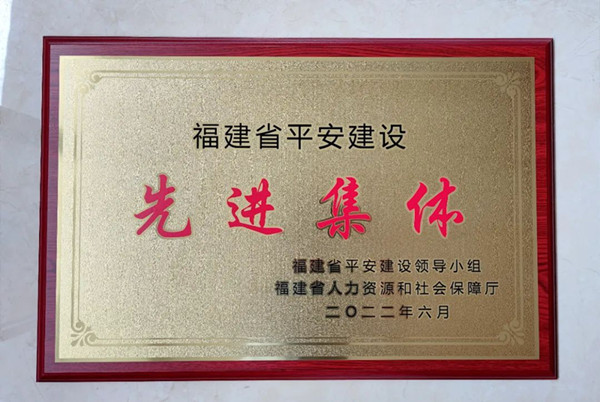 福建省平安建设
先进集体
福建省平安建设领导小组
福建省人力资源和社会保障厅
二〇二二年六月